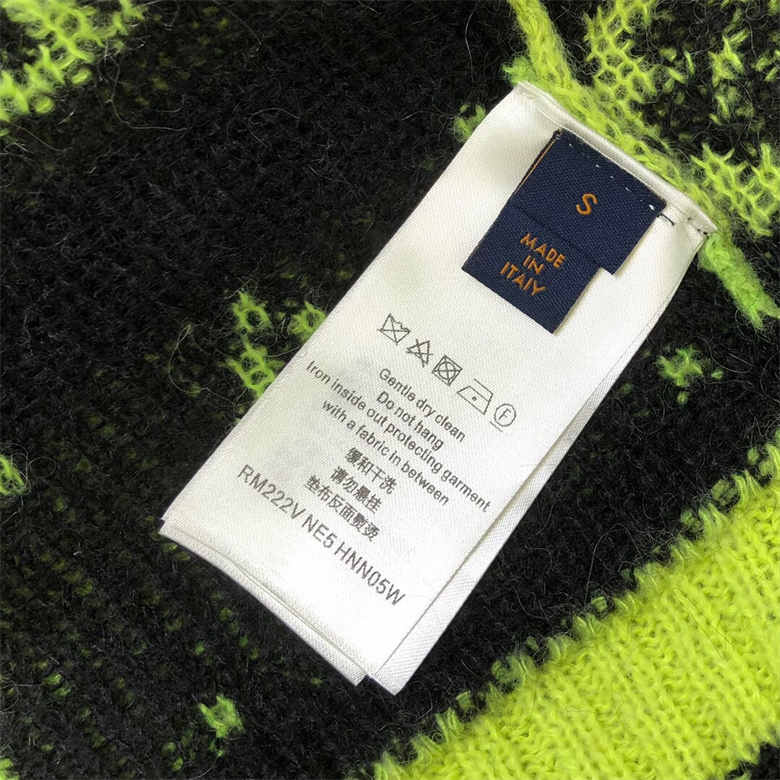 S
MADE
IN
ITALY
F
Gentle dry clean
Do not hang
Iron inside out protecting garment
with a fabric in between
缓和干洗
请勿悬挂
垫布反面熨烫
RM222V NE5 HNN05W